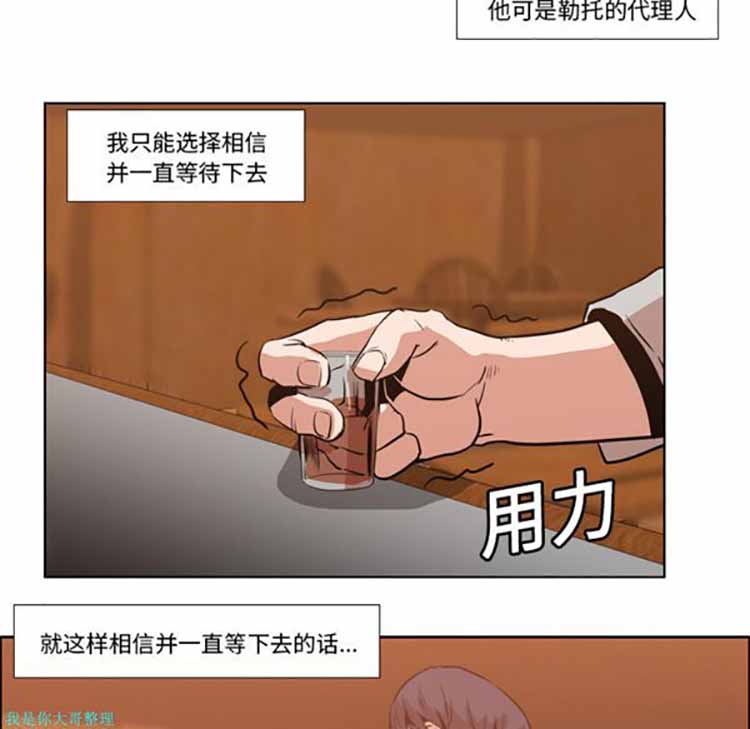 他可是勒托的代理人
我只能选择相信
并一直等待下去
用力
就这样相信并一直等下去的话...
我是你大哥整理